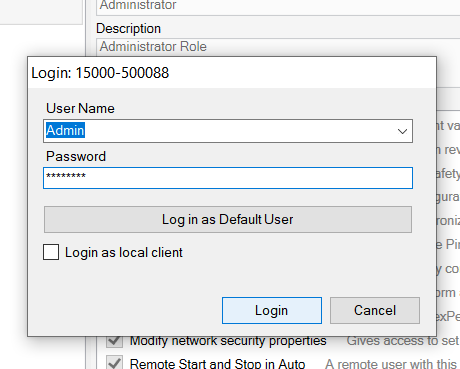 Administrator
Description
Administrator Role
Login: 15000-500088
User Name
Admin
Password
********
Log in as Default User
Login as local client
Login
Cancel
Modify network security properties Gives access to set
Remote Start and Stop in Auto A remote user with this